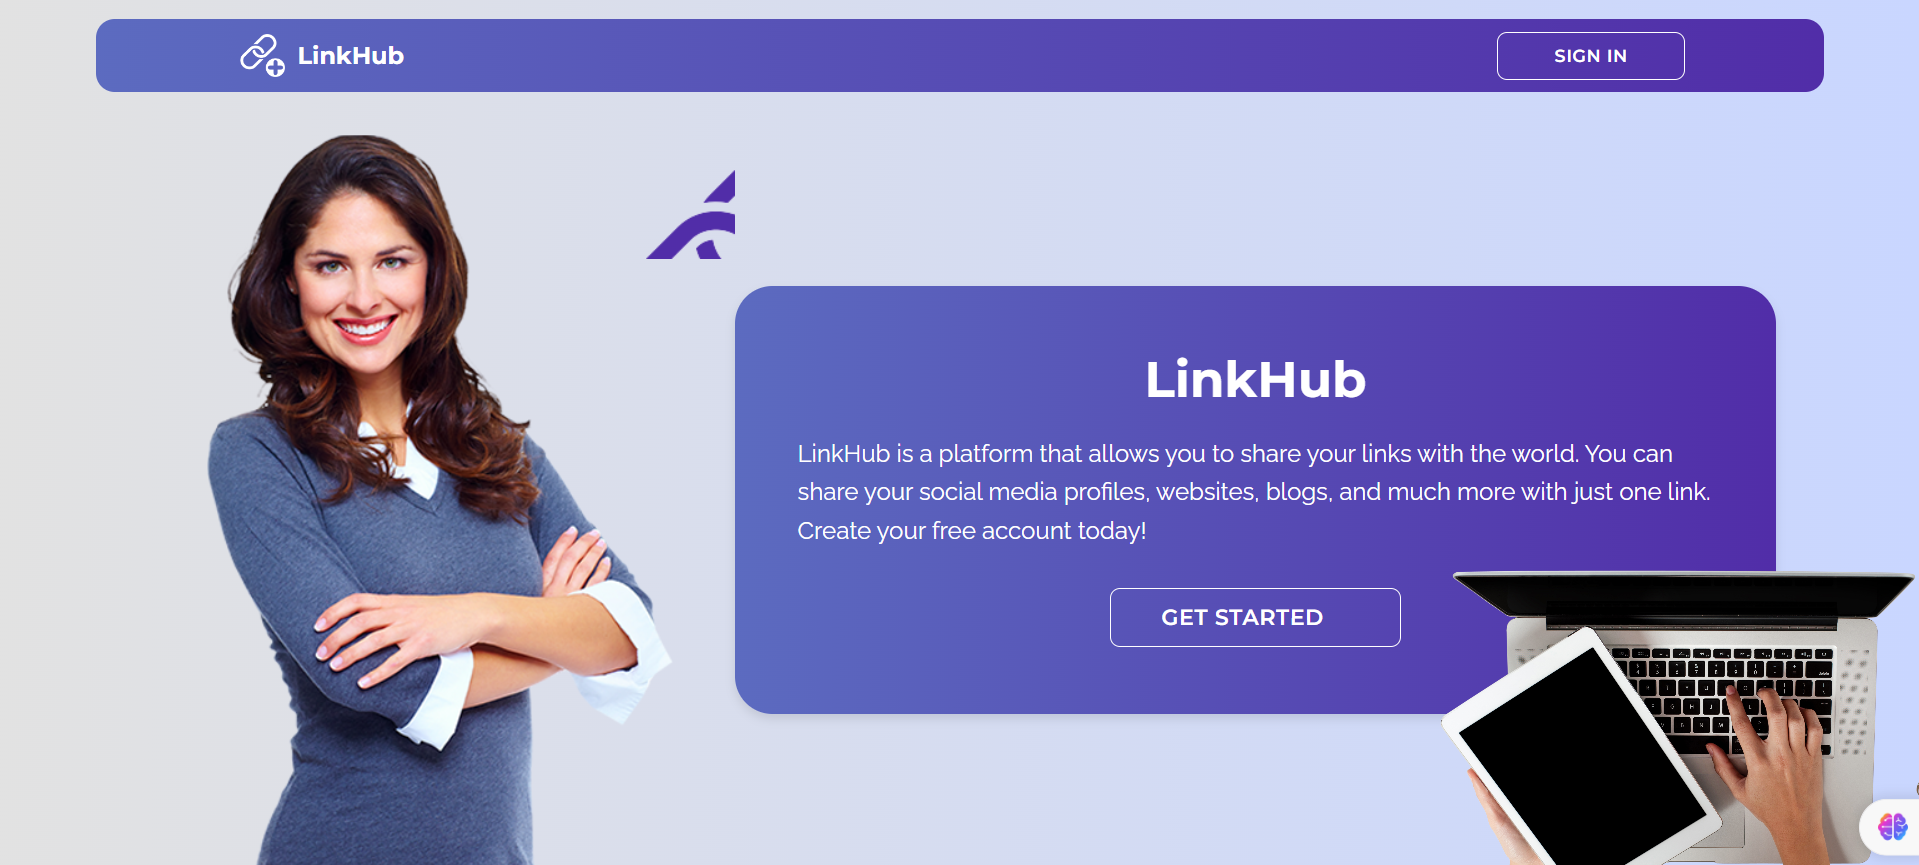 LinkHub
SIGN IN
LinkHub
LinkHub is a platform that allows you to share your links with the world. You can
share your social media profiles, websites, blogs, and much more with just one link.
Create your free account today!
GET STARTED